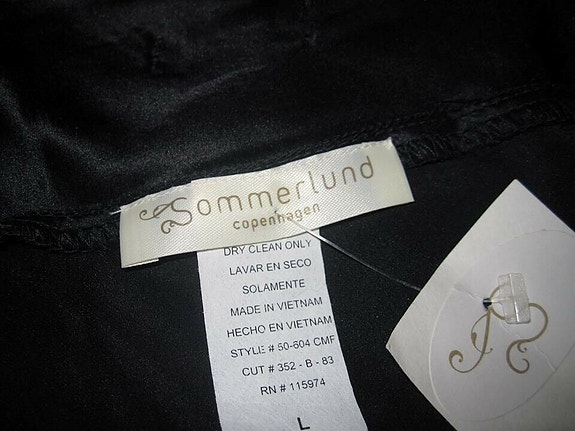 Sommerlund
copenhagen
DRY CLEAN ONLY
LAVAR EN SECO
SOLAMENTE
MADE IN VIETNAM
HECHO EN VIETNAM
STYLE # 50-604 CMF
CUT # 352 - B - 83
RN # 115974
L